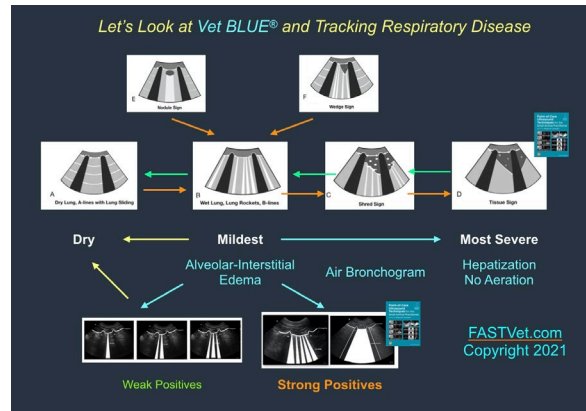 Let's Look at Vet BLUE® and Tracking Respiratory Disease
E
Nodule Sign
F
Wedge Sign
A
Dry Lung, A-lines with Lung Sliding
B
Wet Lung, Lung Rockets, B-lines
C
Shred Sign
D
Tissue Sign
Dry
Mildest
Most Severe
Alveolar-Interstitial
Edema
Air Bronchogram
Hepatization
No Aeration
Weak Positives
Strong Positives
FASTVet.com
Copyright 2021